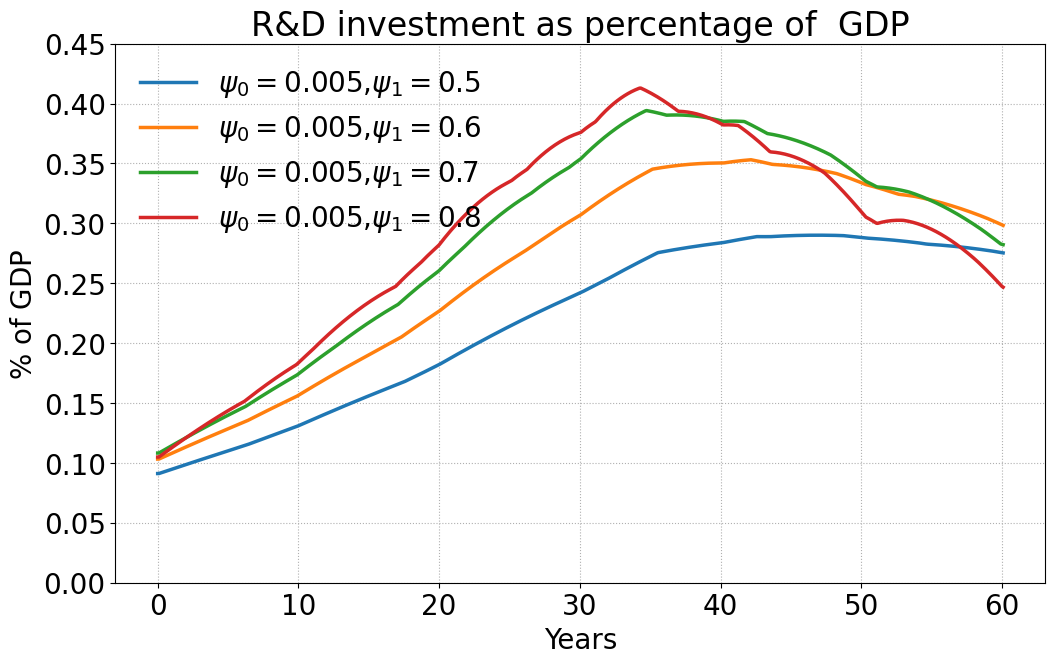 R&D investment as percentage of  GDP
ψ₀ = 0.005,ψ₁ = 0.5
ψ₀ = 0.005,ψ₁ = 0.6
ψ₀ = 0.005,ψ₁ = 0.7
ψ₀ = 0.005,ψ₁ = 0.8
% of GDP
0.45
0.40
0.35
0.30
0.25
0.20
0.15
0.10
0.05
0.00
0 10 20 30 40 50 60
Years